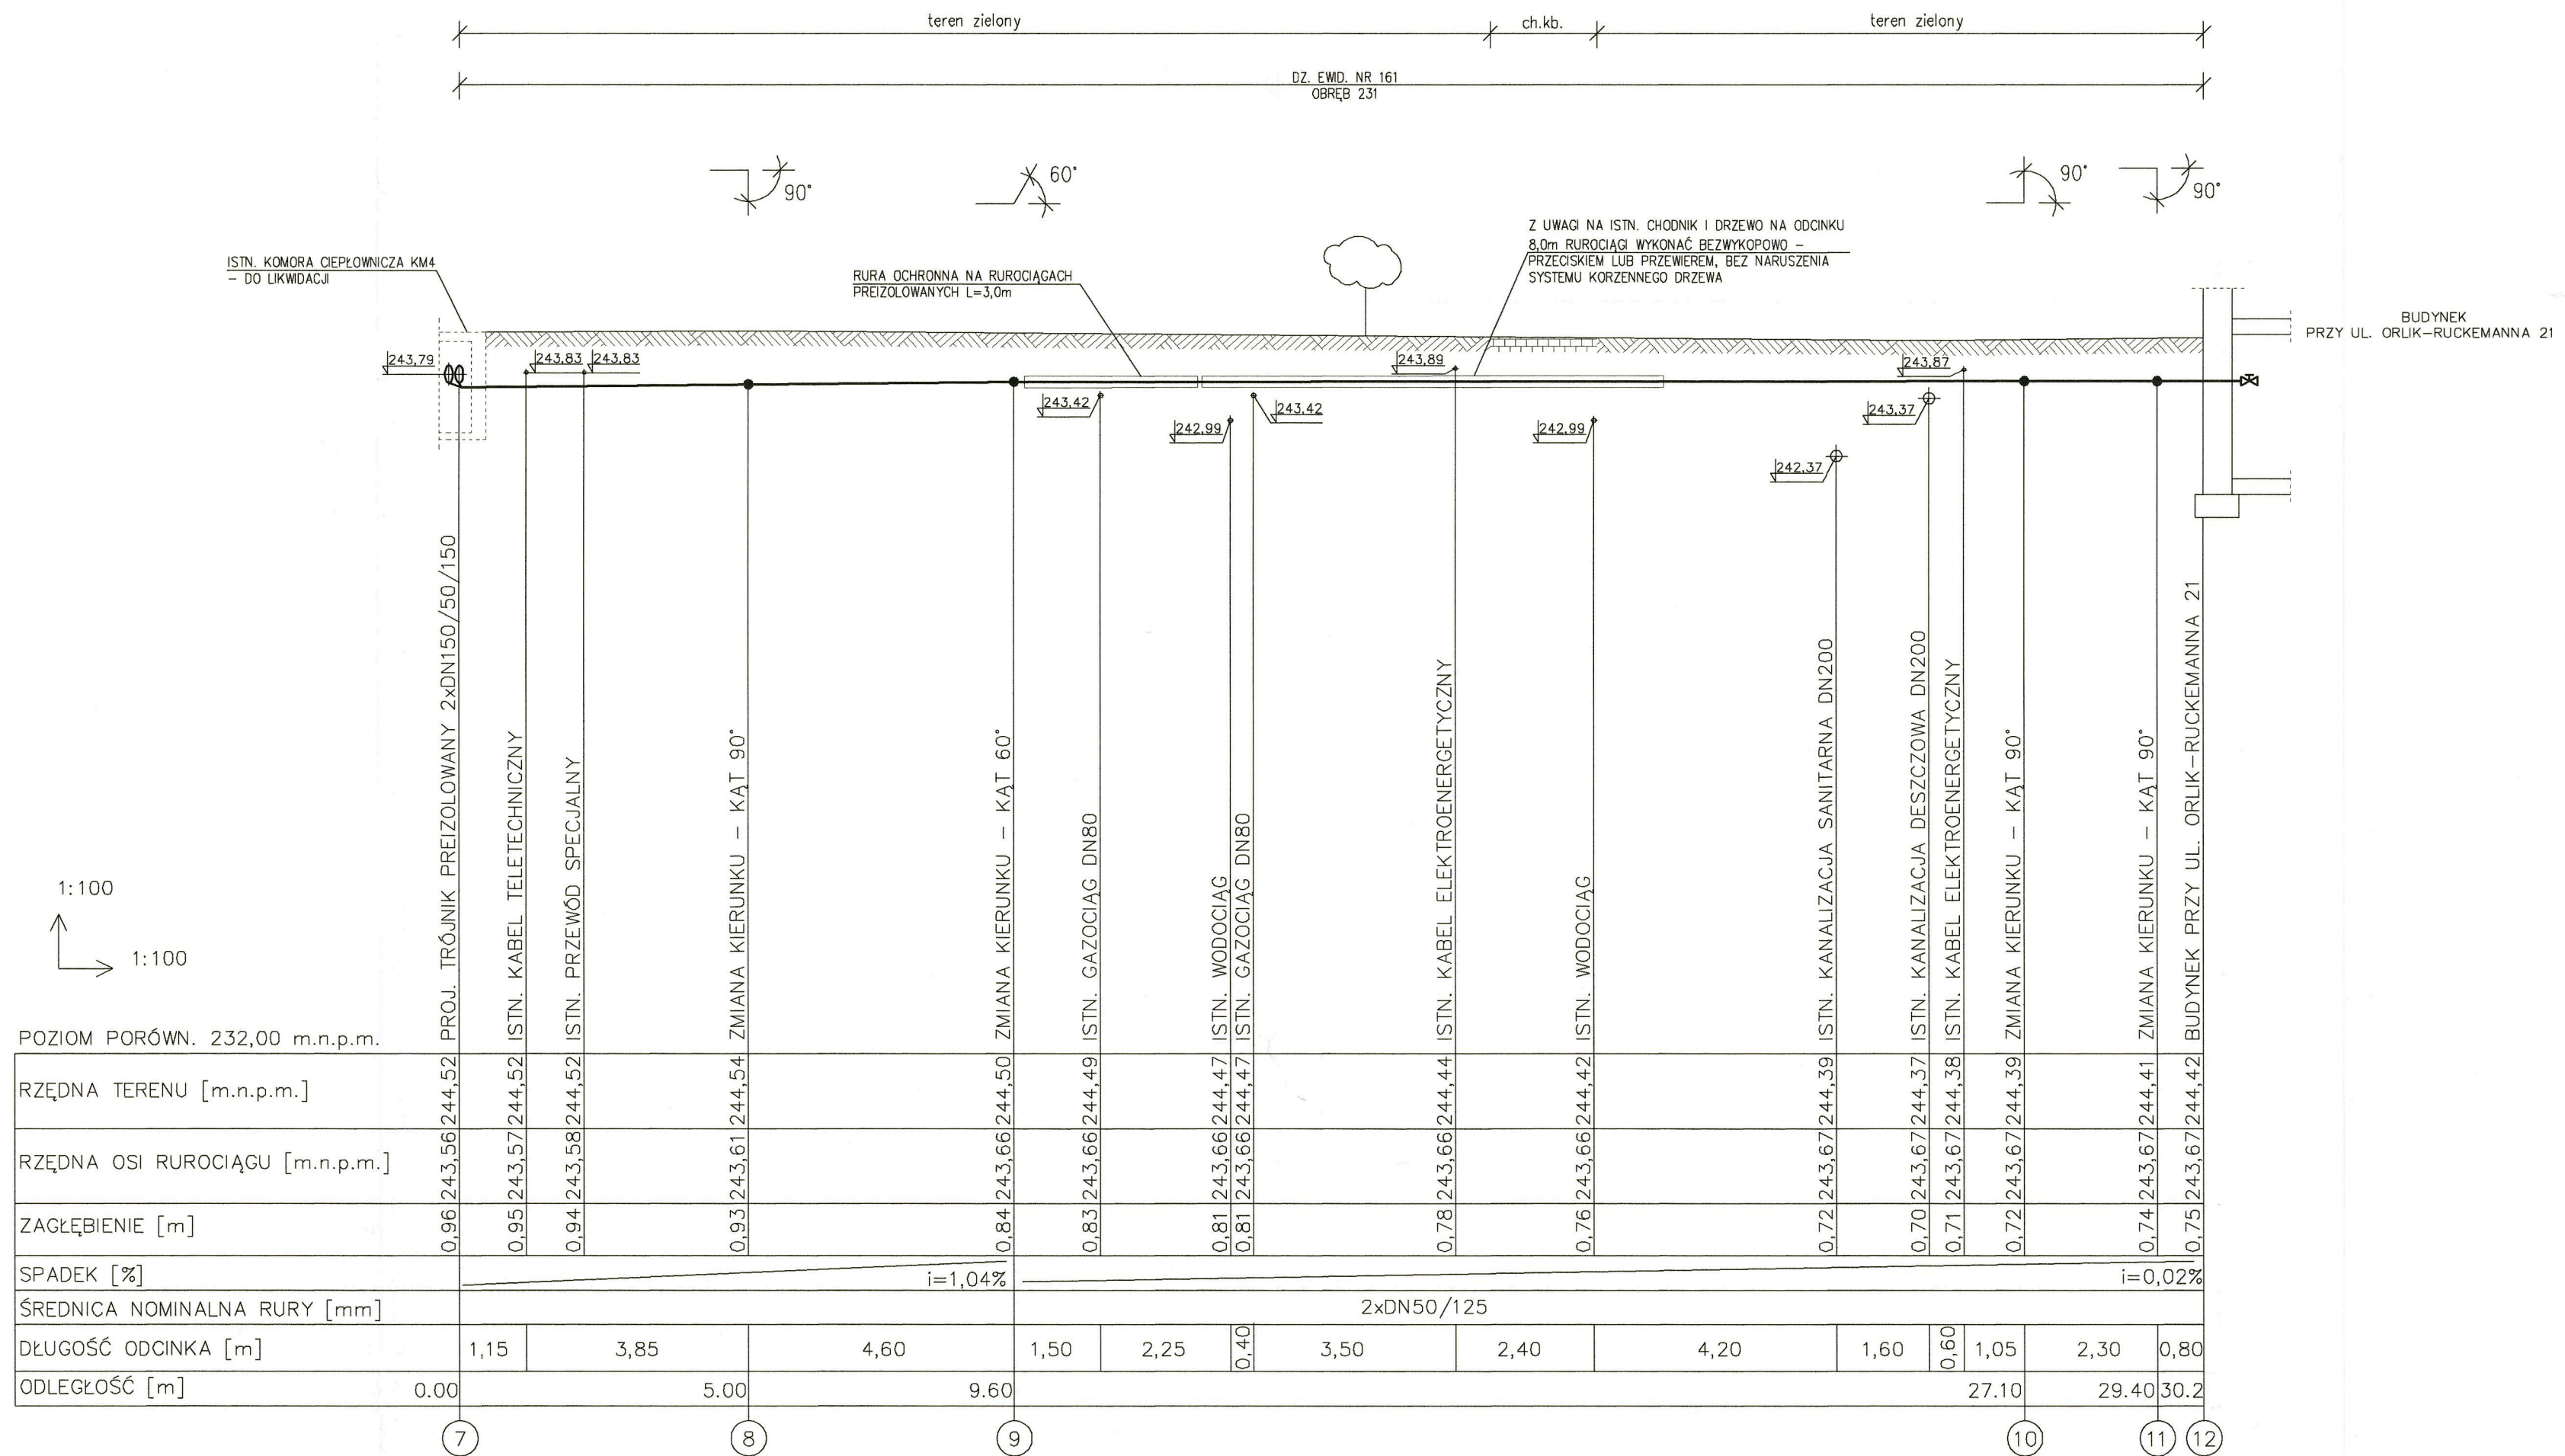 teren zielony
ch.kb.
teren zielony
DZ. EWID. NR 161
OBRĘB 231
90°
60°
90°
90°
ISTN. KOMORA CIEPŁOWNICZA KM4
- DO LIKWIDACJI
RURA OCHRONNA NA RUROCIĄGACH
PREIZOLOWANYCH L=3,0m
Z UWAGI NA ISTN. CHODNIK I DRZEWO NA ODCINKU
8,0m RUROCIĄGI WYKONAĆ BEZWYKOPOWO –
PRZECISKIEM LUB PRZEWIEREM, BEZ NARUSZENIA
SYSTEMU KORZENNEGO DRZEWA
BUDYNEK
PRZY UL. ORLIK–RUCKEMANNA 21
243,79
243,83
243,83
243,89
243,87
243,42
242,99
243,42
242,99
243,37
242,37
PROJ. TRÓJNIK PREIZOLOWANY 2xDN150/50/150
ISTN. KABEL TELETECHNICZNY
ISTN. PRZEWÓD SPECJALNY
ZMIANA KIERUNKU – KĄT 90°
ZMIANA KIERUNKU – KĄT 60°
ISTN. GAZOCIĄG DN80
ISTN. WODOCIĄG
ISTN. GAZOCIĄG DN80
ISTN. KABEL ELEKTROENERGETYCZNY
ISTN. WODOCIĄG
ISTN. KANALIZACJA SANITARNA DN200
ISTN. KANALIZACJA DESZCZOWA DN200
ISTN. KABEL ELEKTROENERGETYCZNY
ZMIANA KIERUNKU – KĄT 90°
ZMIANA KIERUNKU – KĄT 90°
BUDYNEK PRZY UL. ORLIK–RUCKEMANNA 21
1:100
1:100
POZIOM PORÓWN. 232,00 m.n.p.m.
RZĘDNA TERENU [m.n.p.m.] 244,52 244,52 244,52 244,54 244,50 244,49 244,47 244,47 244,44 244,42 244,39 244,37 244,38 244,39 244,41 244,42
RZĘDNA OSI RUROCIĄGU [m.n.p.m.] 243,56 243,57 243,58 243,61 243,66 243,66 243,66 243,66 243,66 243,66 243,67 243,67 243,67 243,67 243,67 243,67
ZAGŁĘBIENIE [m] 0,96 0,95 0,94 0,93 0,84 0,83 0,81 0,81 0,78 0,76 0,72 0,70 0,71 0,72 0,74 0,75
SPADEK [%] i=1,04% i=0,02%
ŚREDNICA NOMINALNA RURY [mm] 2xDN50/125
DŁUGOŚĆ ODCINKA [m] 1,15 3,85 4,60 1,50 2,25 0,40 3,50 2,40 4,20 1,60 0,60 1,05 2,30 0,80
ODLEGŁOŚĆ [m] 0.00 5.00 9.60 27.10 29.40 30.2
7 8 9 10 11 12